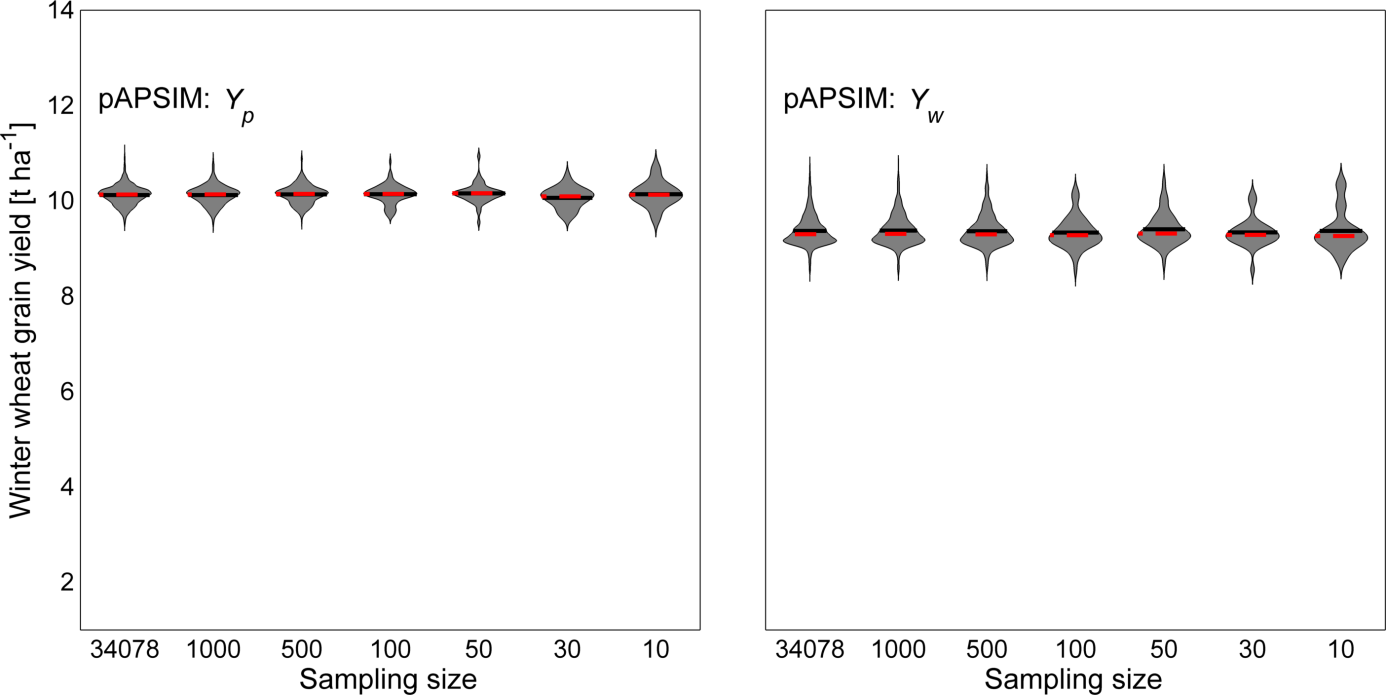 14
12
10
8
6
4
2
Winter wheat grain yield [t ha⁻¹]
pAPSIM: Yₚ
34078 1000 500 100 50 30 10
Sampling size
pAPSIM: Y_w
34078 1000 500 100 50 30 10
Sampling size